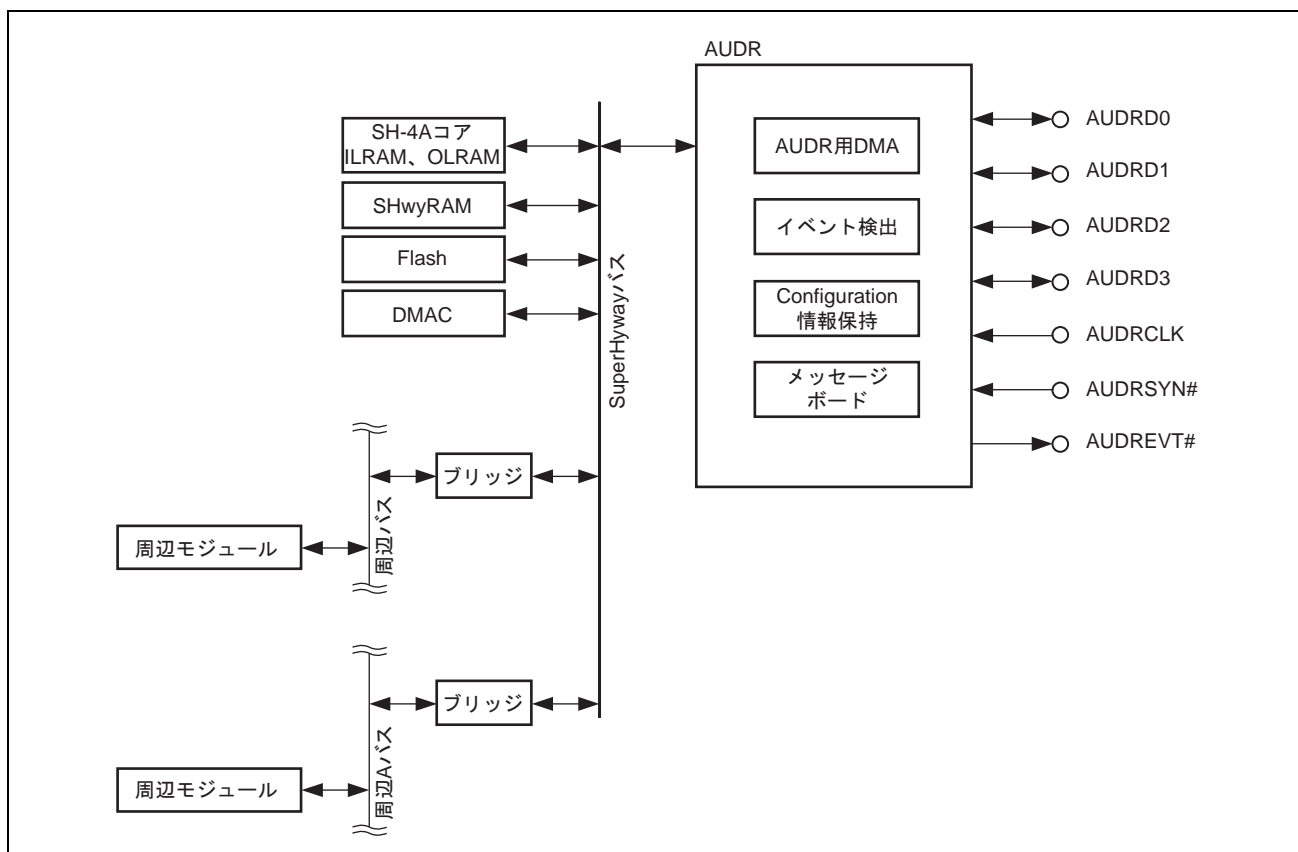 AUDR
SH-4Aコア
ILRAM、OLRAM
SHwyRAM
Flash
DMAC
SuperHywayバス
AUDR用DMA
イベント検出
Configuration
情報保持
メッセージ
ボード
AUDRD0
AUDRD1
AUDRD2
AUDRD3
AUDRCLK
AUDRSYN#
AUDREVT#
ブリッジ
周辺バス
周辺モジュール
ブリッジ
周辺Aバス
周辺モジュール